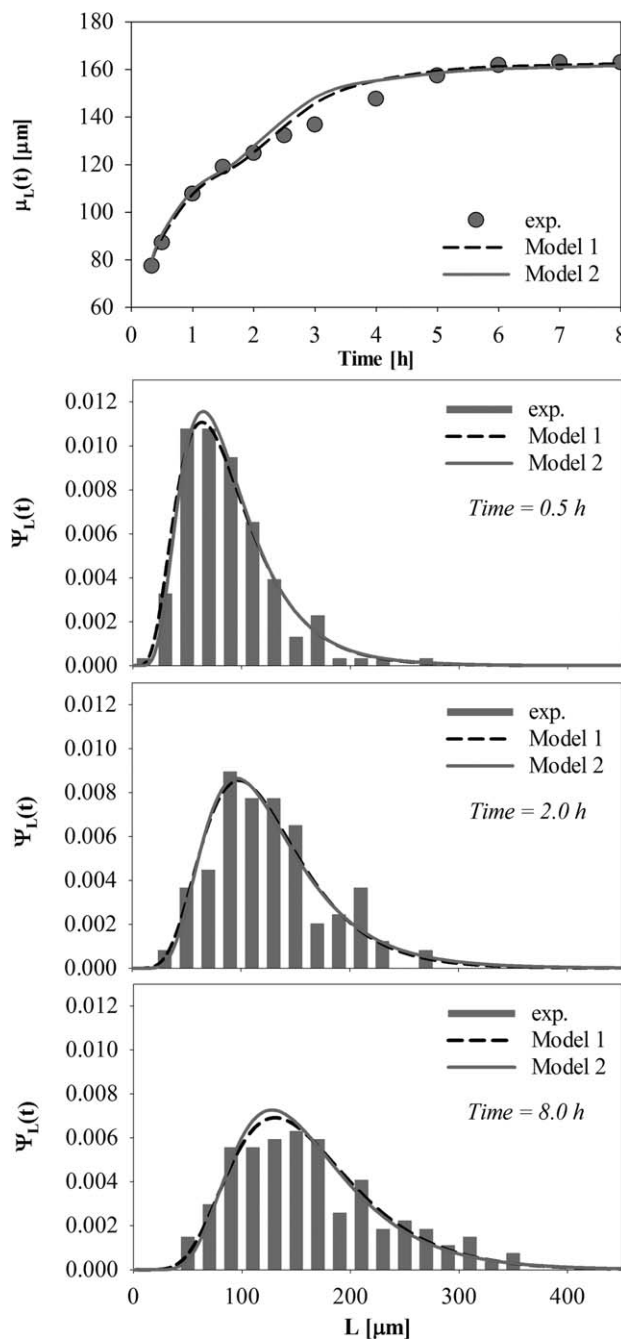 μL(t) [μm]
160
140
120
100
80
60
exp.
Model 1
Model 2
0 1 2 3 4 5 6 7 8
Time [h]
ΨL(t)
0.012
0.010
0.008
0.006
0.004
0.002
0.000
exp.
Model 1
Model 2
Time = 0.5 h
ΨL(t)
0.012
0.010
0.008
0.006
0.004
0.002
0.000
exp.
Model 1
Model 2
Time = 2.0 h
ΨL(t)
0.012
0.010
0.008
0.006
0.004
0.002
0.000
exp.
Model 1
Model 2
Time = 8.0 h
0 100 200 300 400
L [μm]